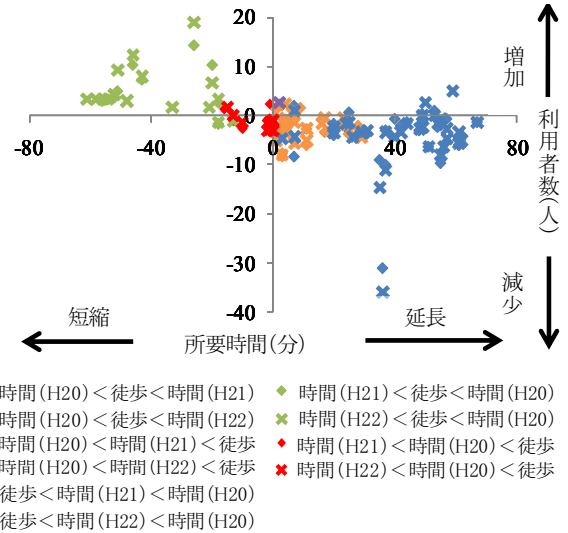 20
10
0
-80
-40
0
40
80
-10
-20
-30
-40
増加
利用者数(人)
減少
短縮
延長
所要時間(分)
時間(H20)<徒歩<時間(H21)
時間(H21)<徒歩<時間(H20)
時間(H20)<徒歩<時間(H22)
時間(H22)<徒歩<時間(H20)
時間(H20)<時間(H21)<徒歩
時間(H21)<時間(H20)<徒歩
時間(H20)<時間(H22)<徒歩
時間(H22)<時間(H20)<徒歩
徒歩<時間(H21)<時間(H20)
徒歩<時間(H22)<時間(H20)